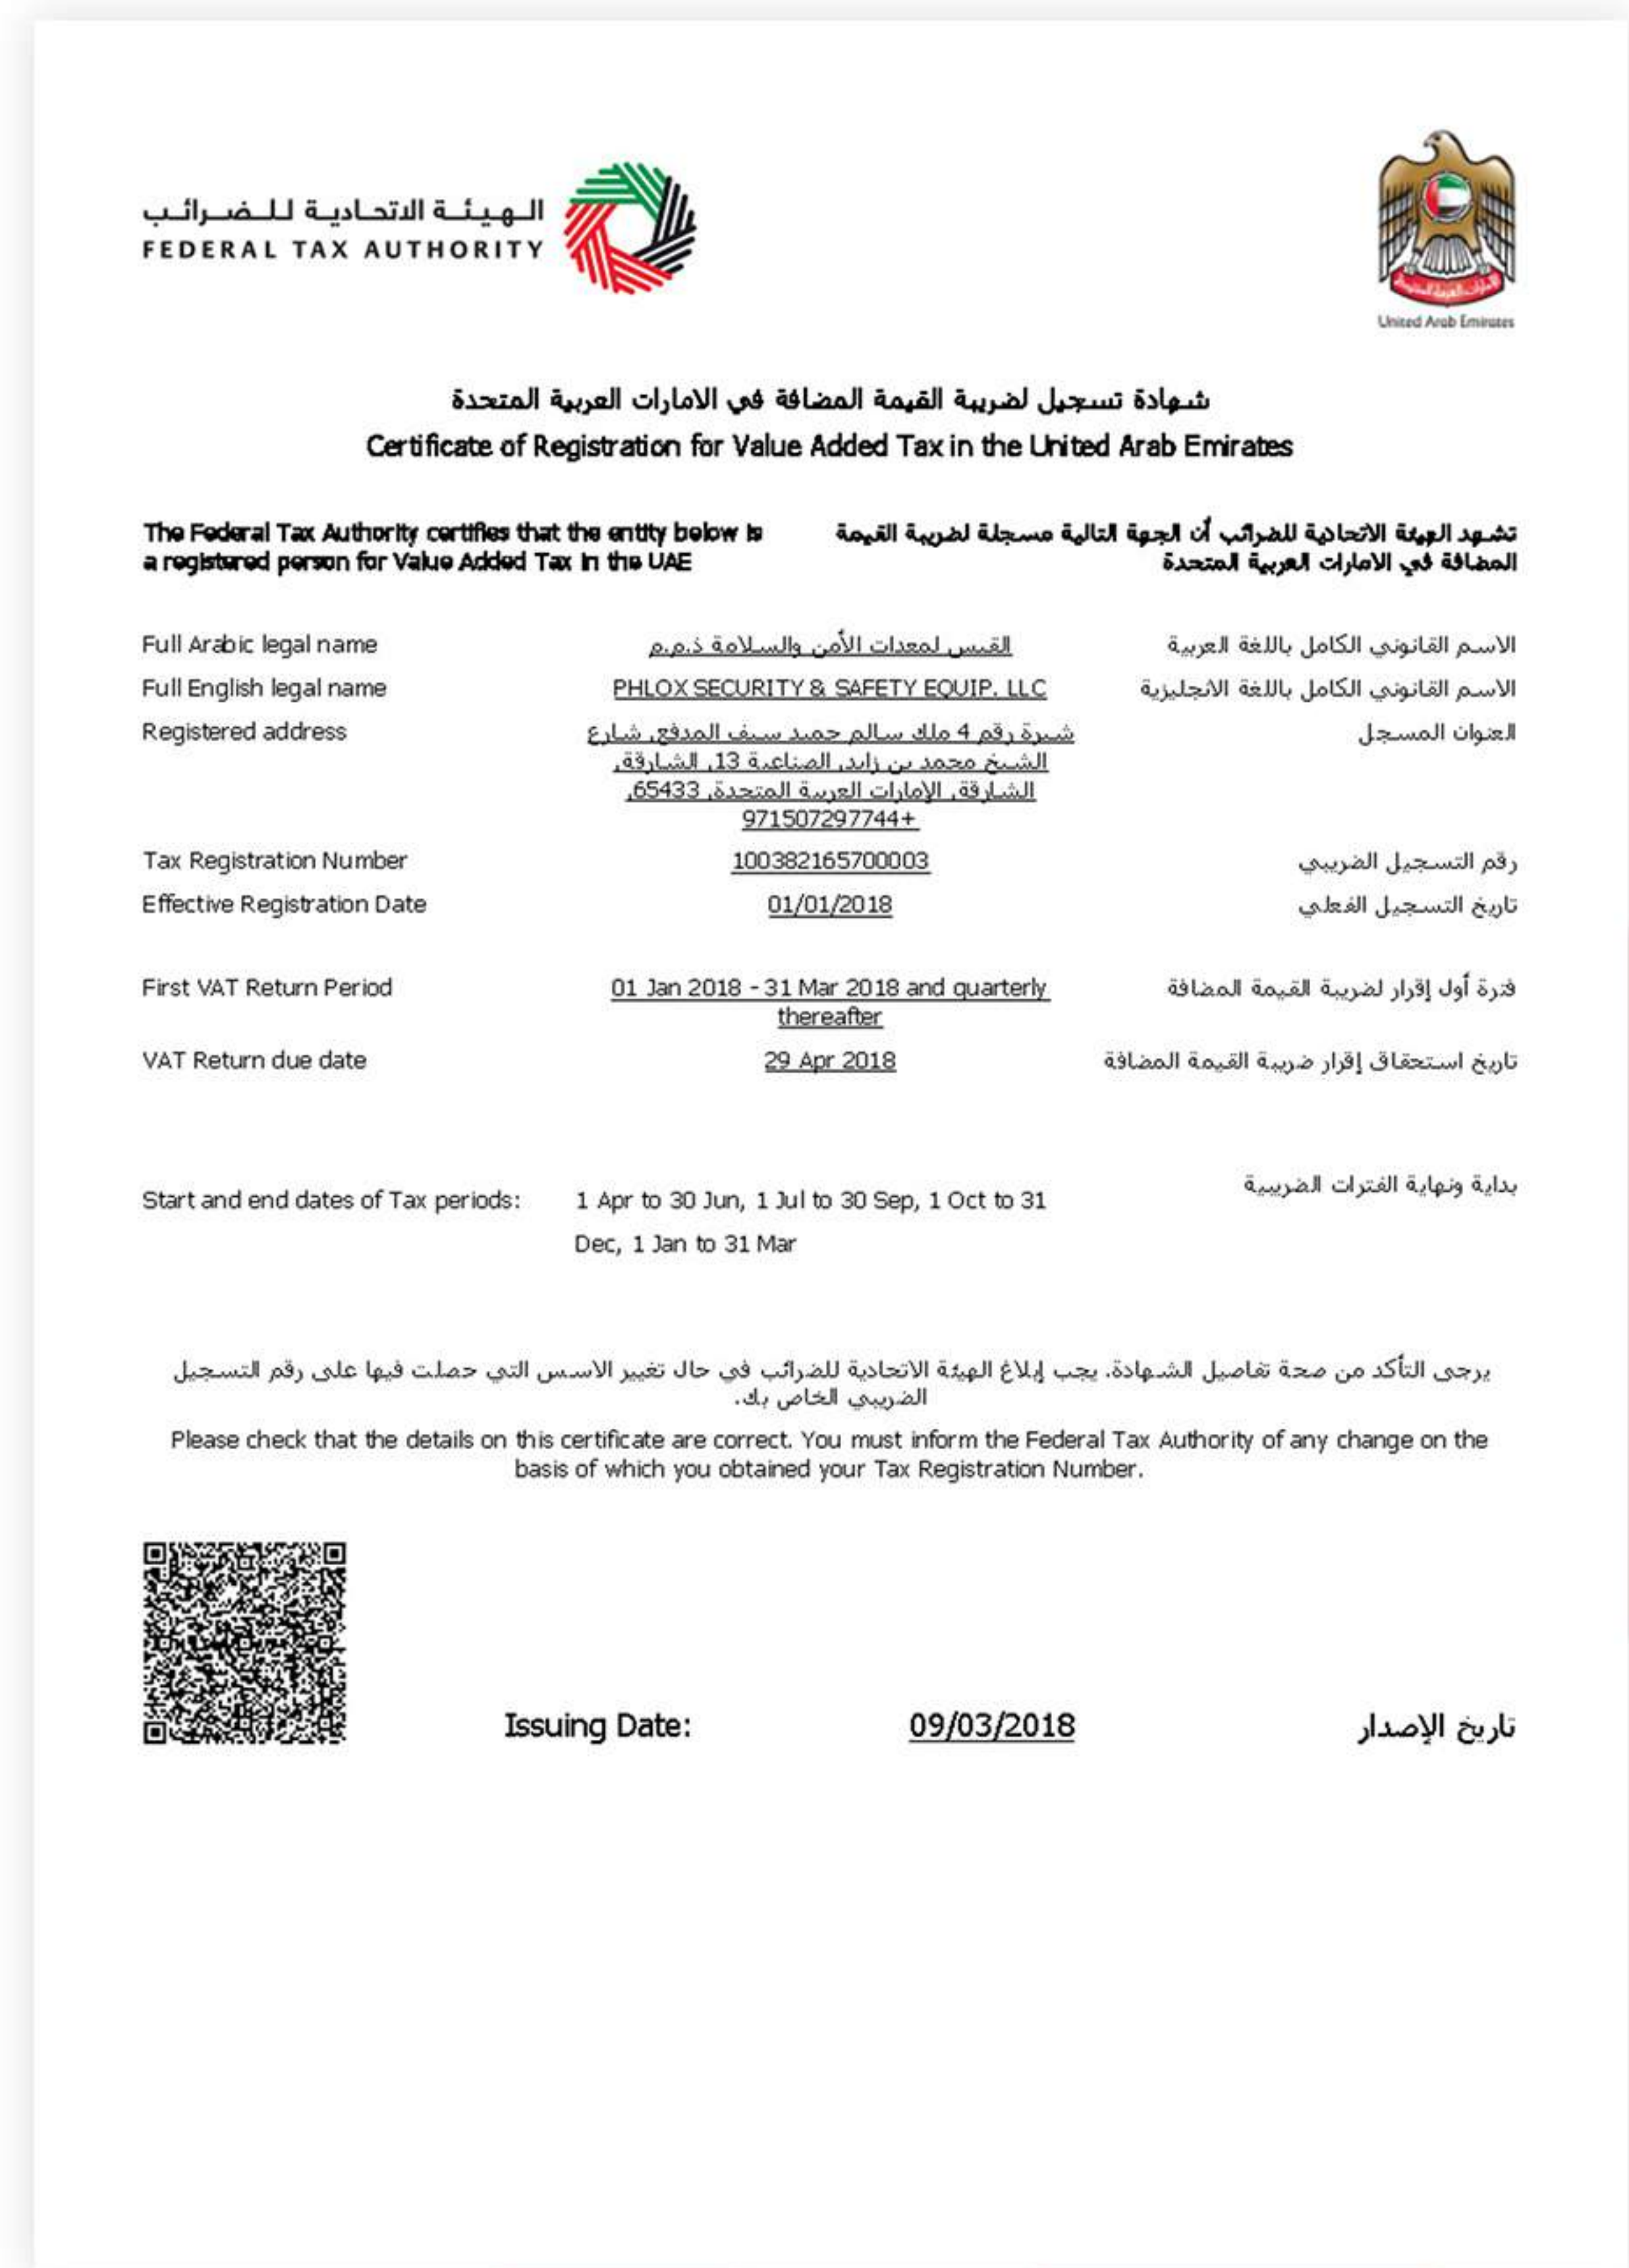 الهيئة الاتحادية للضرائب
FEDERAL TAX AUTHORITY
United Arab Emirates
شهادة تسجيل لضريبة القيمة المضافة في الامارات العربية المتحدة
Certificate of Registration for Value Added Tax in the United Arab Emirates
The Federal Tax Authority certifies that the entity below is
a registered person for Value Added Tax in the UAE
تشهد الهيئة الاتحادية للضرائب أن الجهة التالية مسجلة لضريبة القيمة
المضافة في الامارات العربية المتحدة
Full Arabic legal name القبس لمعدات الأمن والسلامة ذ.م.م الاسم القانوني الكامل باللغة العربية
Full English legal name PHLOX SECURITY & SAFETY EQUIP. LLC الاسم القانوني الكامل باللغة الانجليزية
Registered address شبرة رقم 4 ملك سالم حميد سيف المدفع, شارع العنوان المسجل
الشيخ محمد بن زايد, الصناعية 13, الشارقة,
الشارقة, الإمارات العربية المتحدة, 65433,
971507297744+
Tax Registration Number 100382165700003 رقم التسجيل الضريبي
Effective Registration Date 01/01/2018 تاريخ التسجيل الفعلي
First VAT Return Period 01 Jan 2018 - 31 Mar 2018 and quarterly فترة أول إقرار لضريبة القيمة المضافة
thereafter
VAT Return due date 29 Apr 2018 تاريخ استحقاق إقرار ضريبة القيمة المضافة
Start and end dates of Tax periods: 1 Apr to 30 Jun, 1 Jul to 30 Sep, 1 Oct to 31 بداية ونهاية الفترات الضريبية
Dec, 1 Jan to 31 Mar
يرجى التأكد من صحة تفاصيل الشهادة. يجب إبلاغ الهيئة الاتحادية للضرائب في حال تغيير الاسس التي حصلت فيها على رقم التسجيل
الضريبي الخاص بك.
Please check that the details on this certificate are correct. You must inform the Federal Tax Authority of any change on the
basis of which you obtained your Tax Registration Number.
Issuing Date: 09/03/2018 تاريخ الإصدار